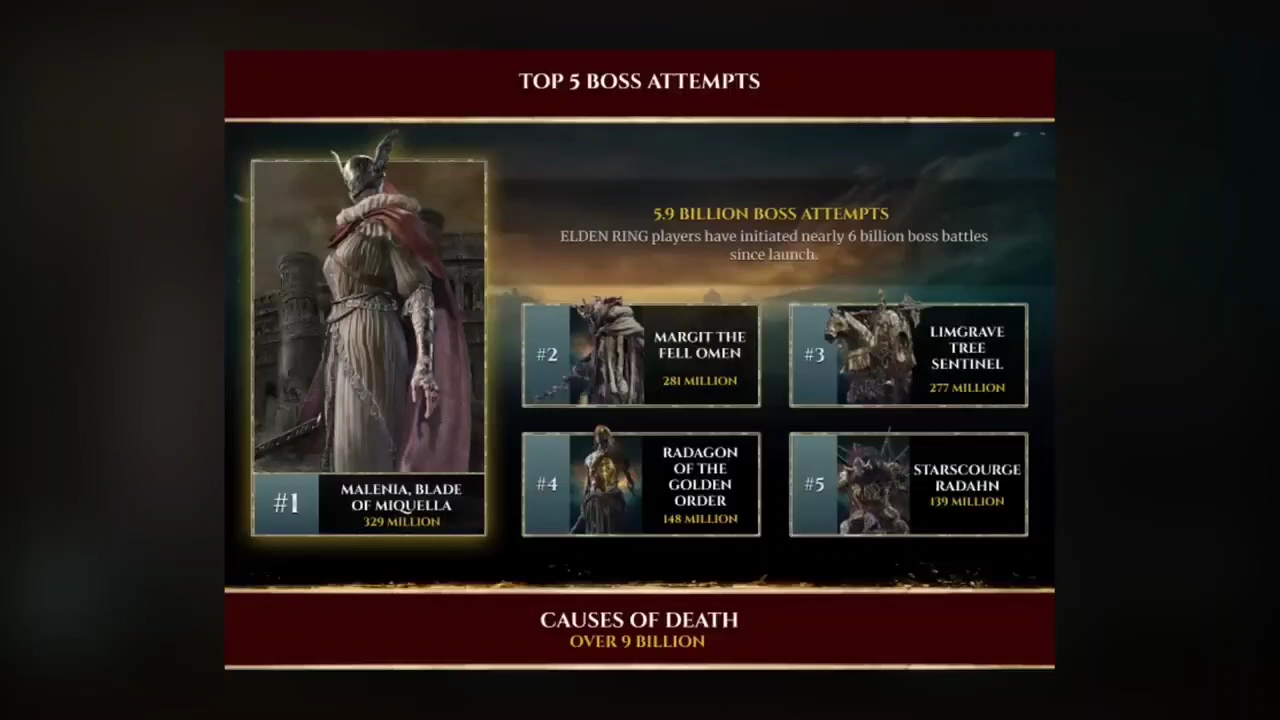 TOP 5 BOSS ATTEMPTS
5.9 BILLION BOSS ATTEMPTS
ELDEN RING players have initiated nearly 6 billion boss battles
since launch.
#1
MALENIA, BLADE
OF MIQUELLA
329 MILLION
#2
MARGIT THE
FELL OMEN
281 MILLION
#3
LIMGRAVE
TREE
SENTINEL
277 MILLION
#4
RADAGON
OF THE
GOLDEN
ORDER
148 MILLION
#5
STARSCOURGE
RADAHN
139 MILLION
CAUSES OF DEATH
OVER 9 BILLION